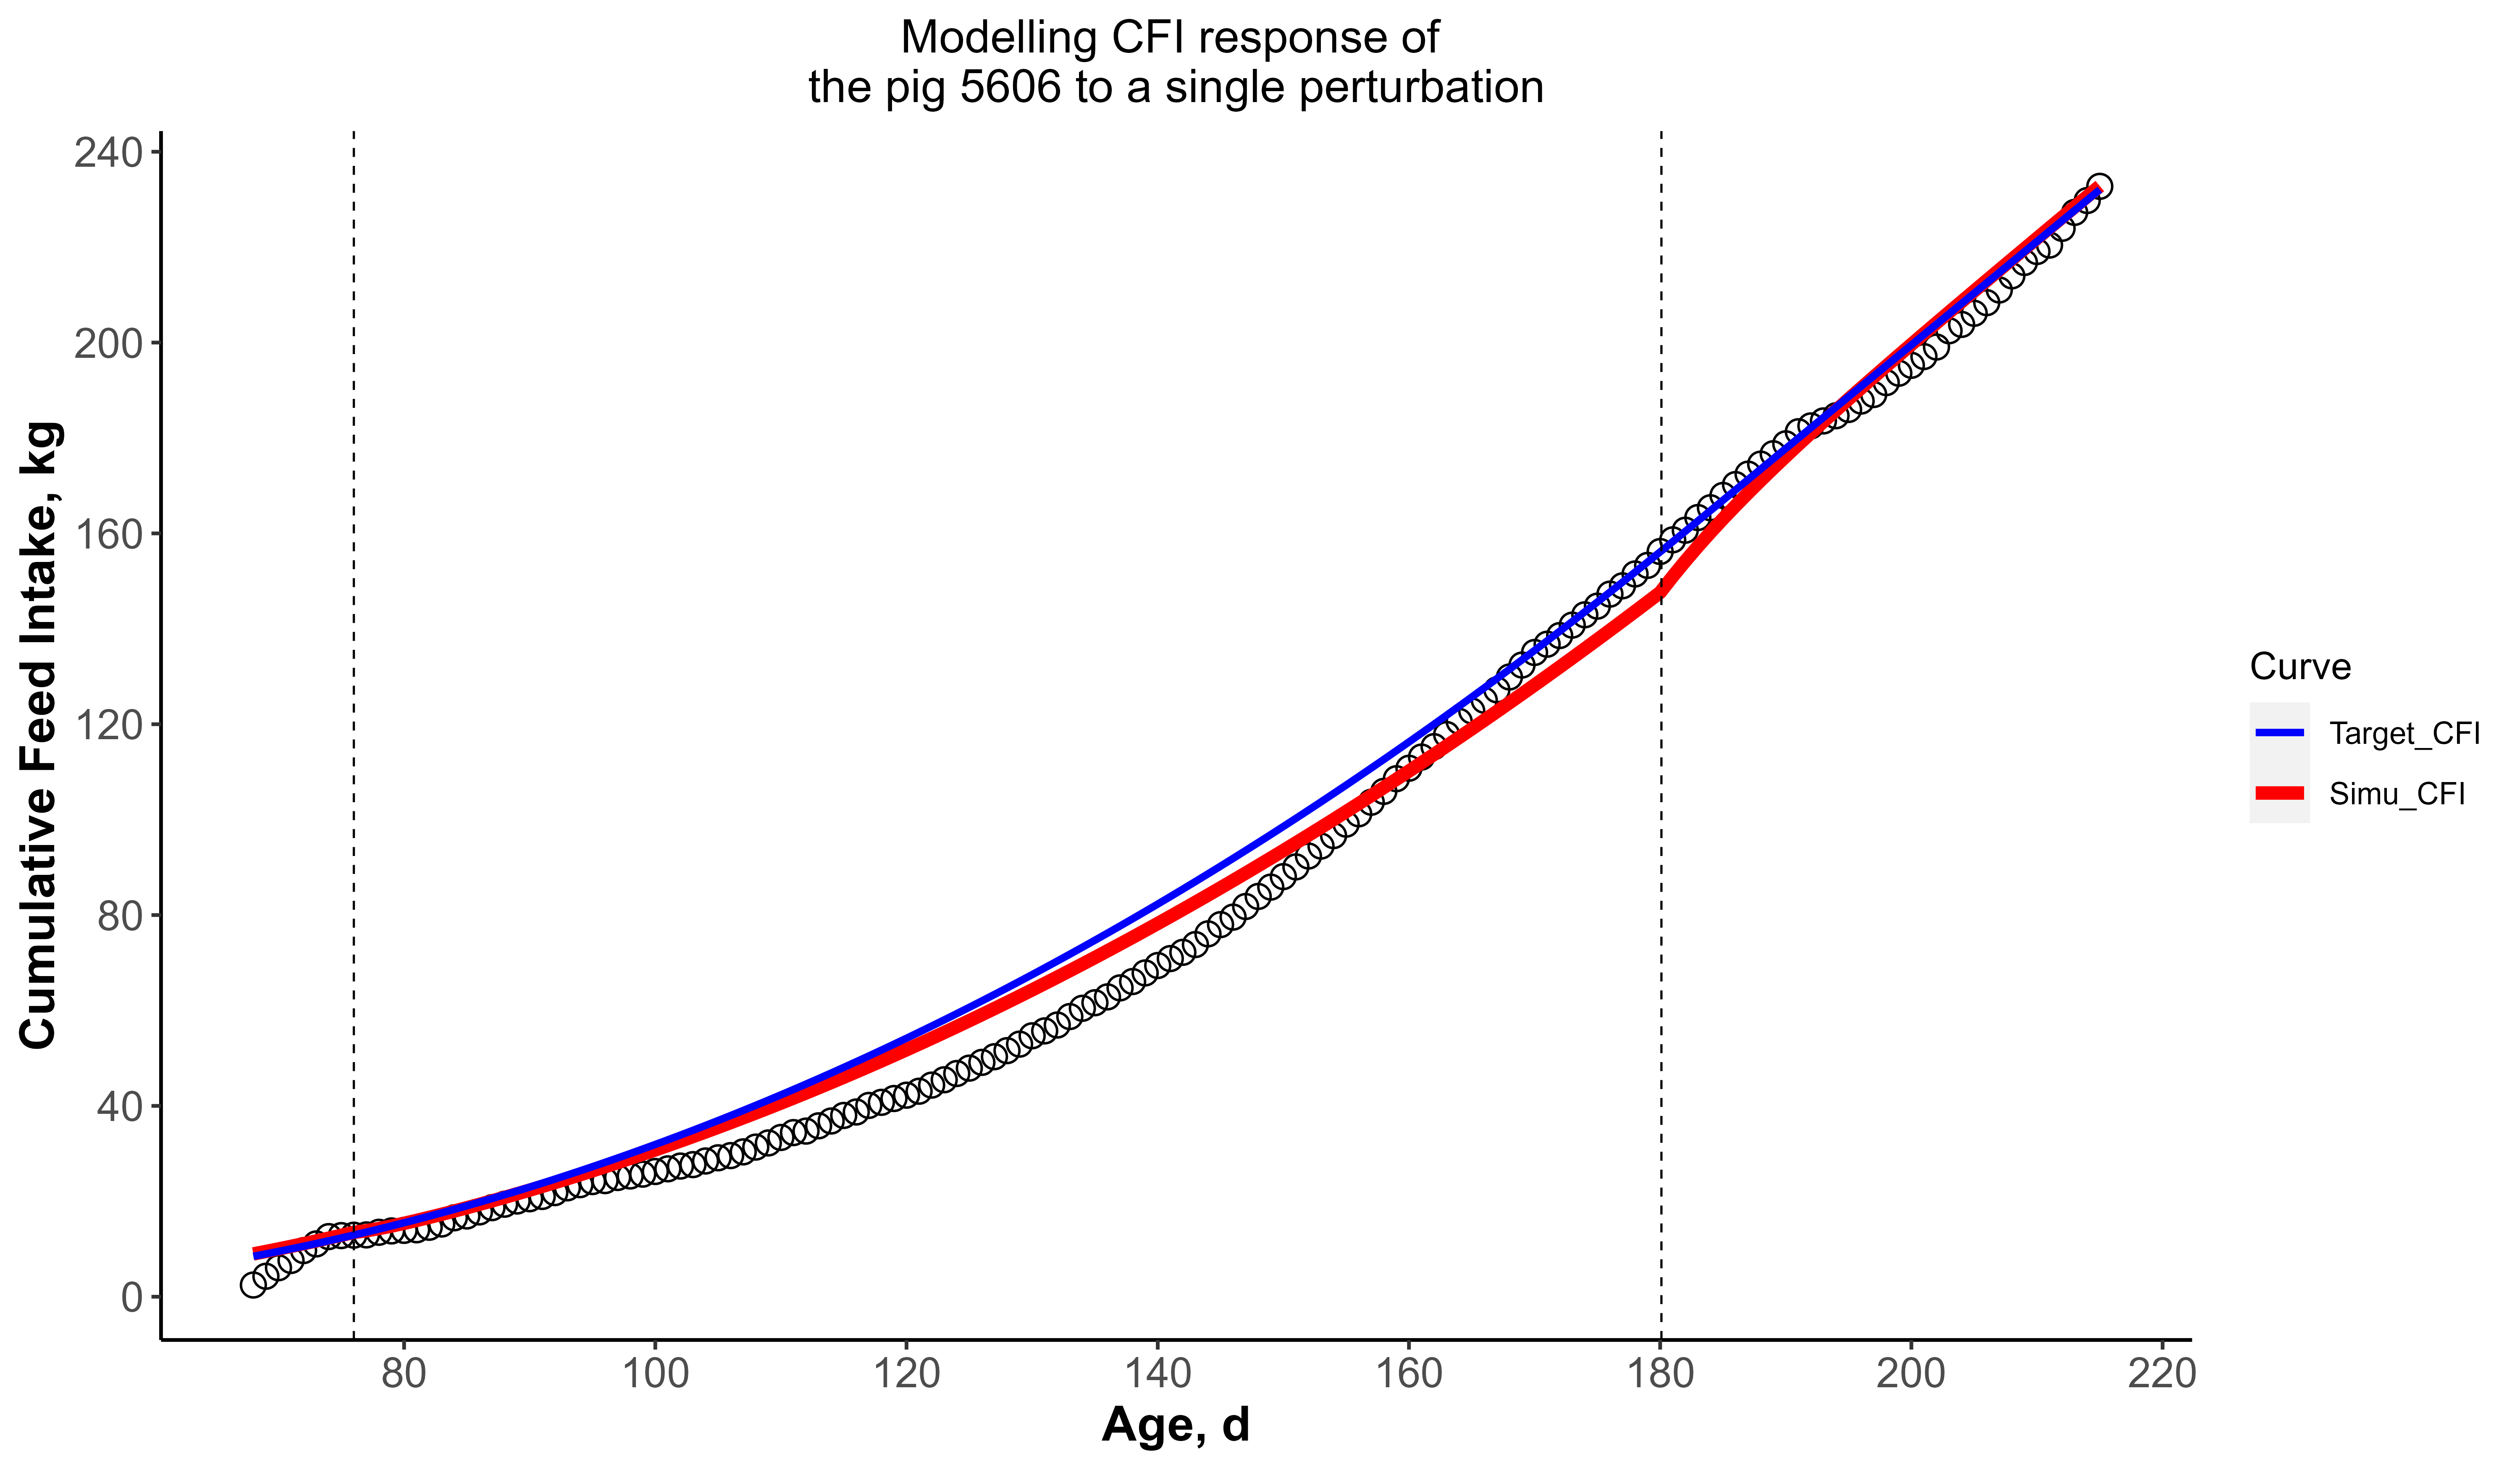 Modelling CFI response of
the pig 5606 to a single perturbation
Cumulative Feed Intake, kg
240
200
160
120
80
40
0
80 100 120 140 160 180 200 220
Age, d
Curve
Target_CFI
Simu_CFI